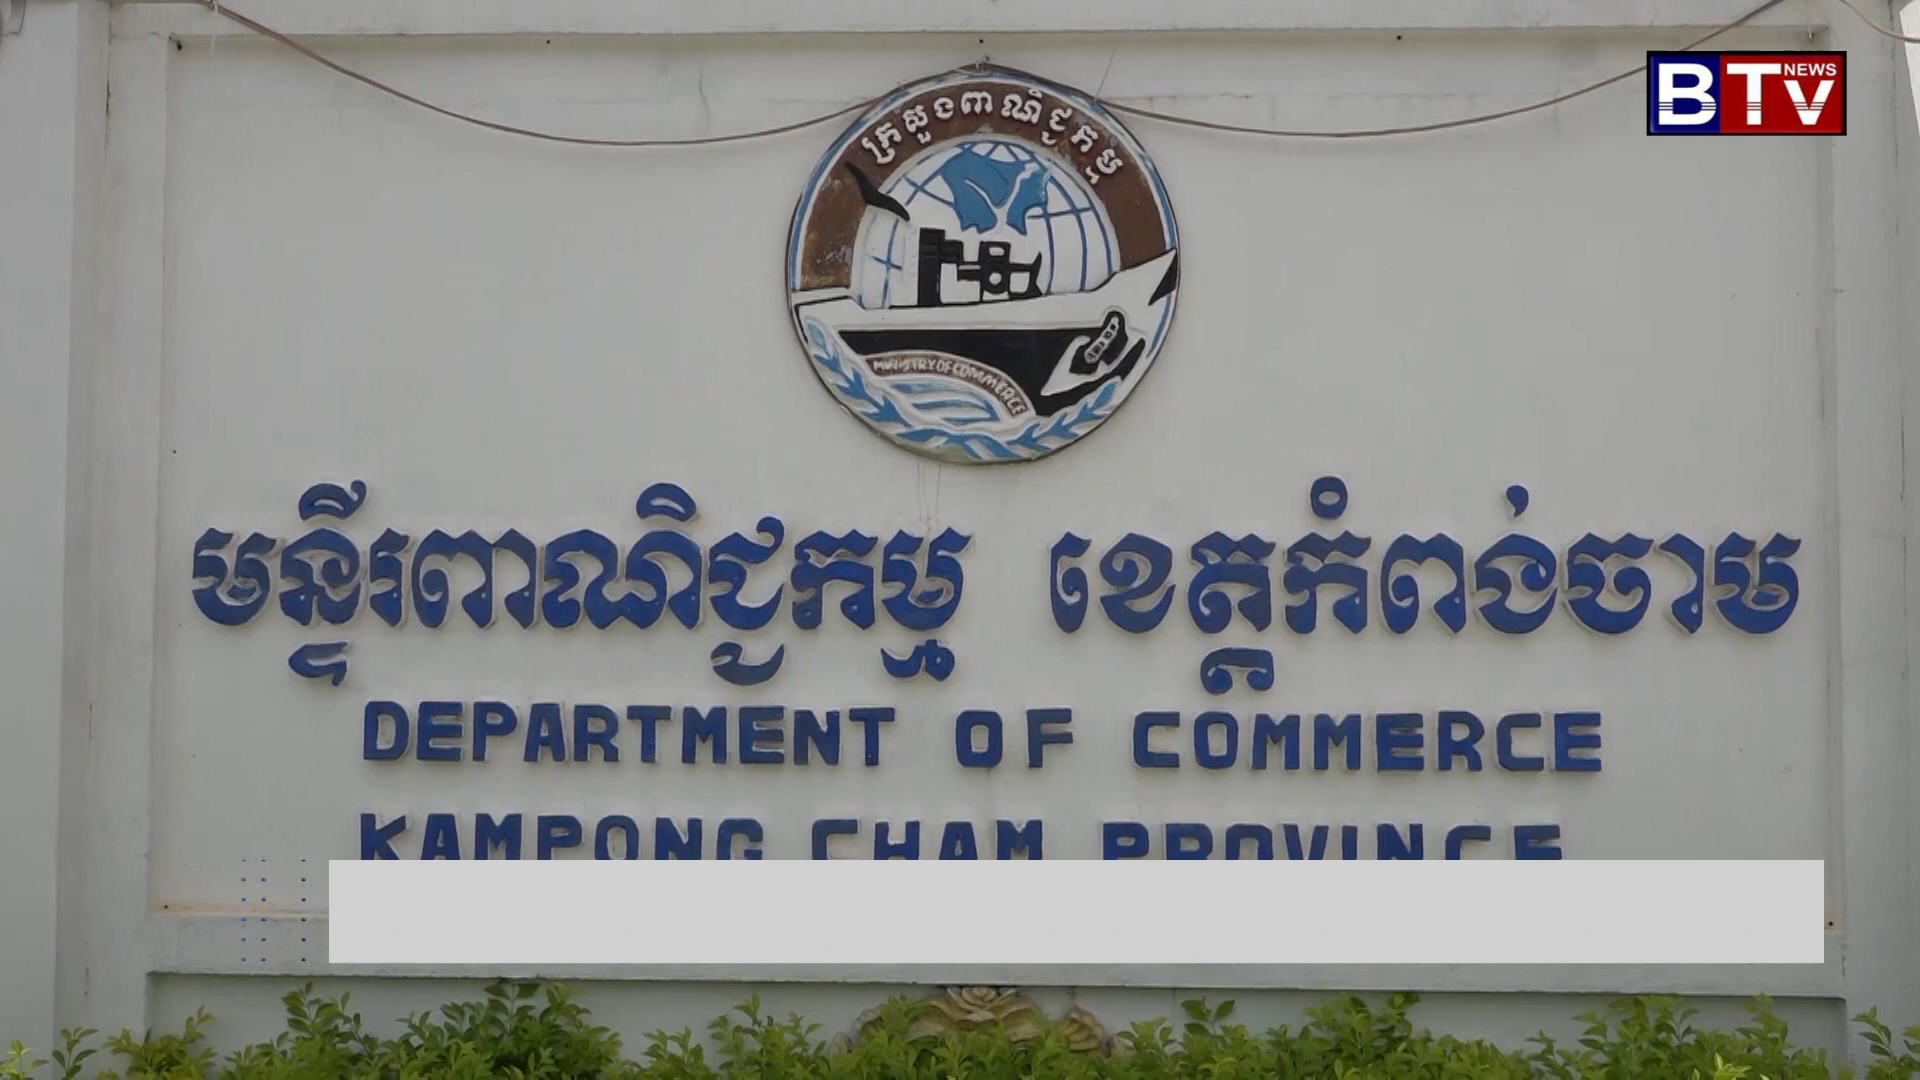 BTV NEWS
ក្រសួងពាណិជ្ជកម្ម
MINISTRY OF COMMERCE
មន្ទីរពាណិជ្ជកម្ម ខេត្តកំពង់ចាម
DEPARTMENT OF COMMERCE
KAMPONG CHAM PROVINCE